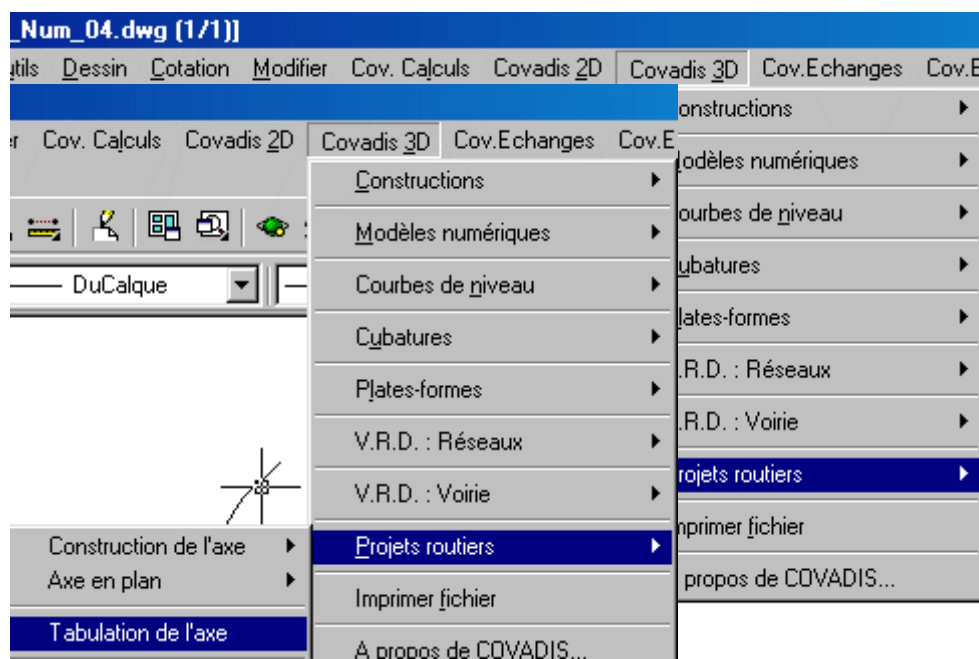 _Num_04.dwg (1/1)]
utils Dessin Cotation Modifier Cov. Calculs Covadis 2D Covadis 3D Cov.Echanges Cov.E
onstructions
odèles numériques
ourbes de niveau
ubatures
lates-formes
.R.D. : Réseaux
.R.D. : Voirie
rojets routiers
mprimer fichier
propos de COVADIS...
r Cov. Calculs Covadis 2D Covadis 3D Cov.Echanges Cov.E
DuCalque
Constructions
Modèles numériques
Courbes de niveau
Cubatures
Plates-formes
V.R.D. : Réseaux
V.R.D. : Voirie
Projets routiers
Imprimer fichier
A propos de COVADIS...
Construction de l'axe
Axe en plan
Tabulation de l'axe